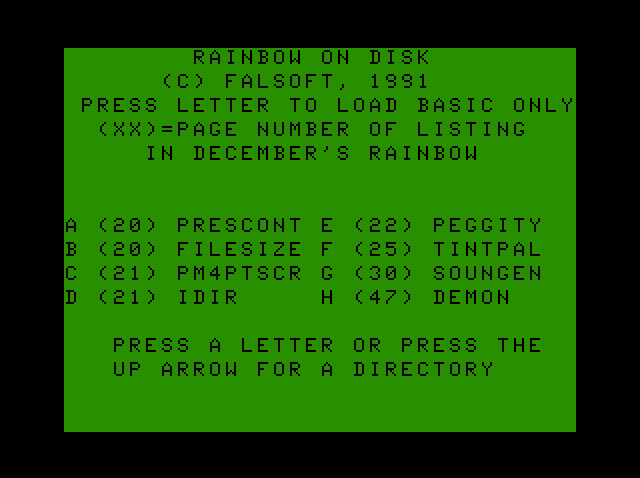 RAINBOW ON DISK
(C) FALSOFT, 1991
PRESS LETTER TO LOAD BASIC ONLY
(XX)=PAGE NUMBER OF LISTING
IN DECEMBER'S RAINBOW
A (20) PRESCONT E (22) PEGGITY
B (20) FILESIZE F (25) TINTPAL
C (21) PM4PTSCR G (30) SOUNGEN
D (21) IDIR H (47) DEMON
PRESS A LETTER OR PRESS THE
UP ARROW FOR A DIRECTORY